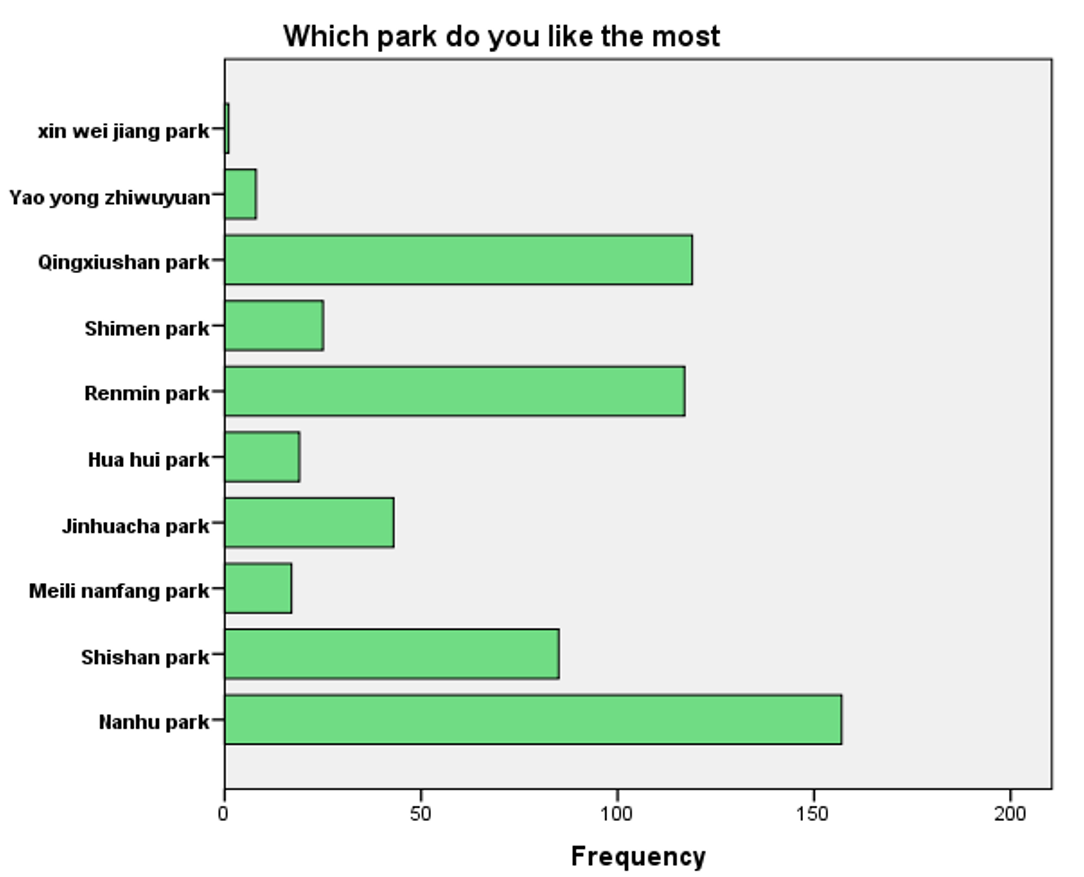 Which park do you like the most
xin wei jiang park
Yao yong zhiwuyuan
Qingxiushan park
Shimen park
Renmin park
Hua hui park
Jinhuacha park
Meili nanfang park
Shishan park
Nanhu park
0 50 100 150 200
Frequency